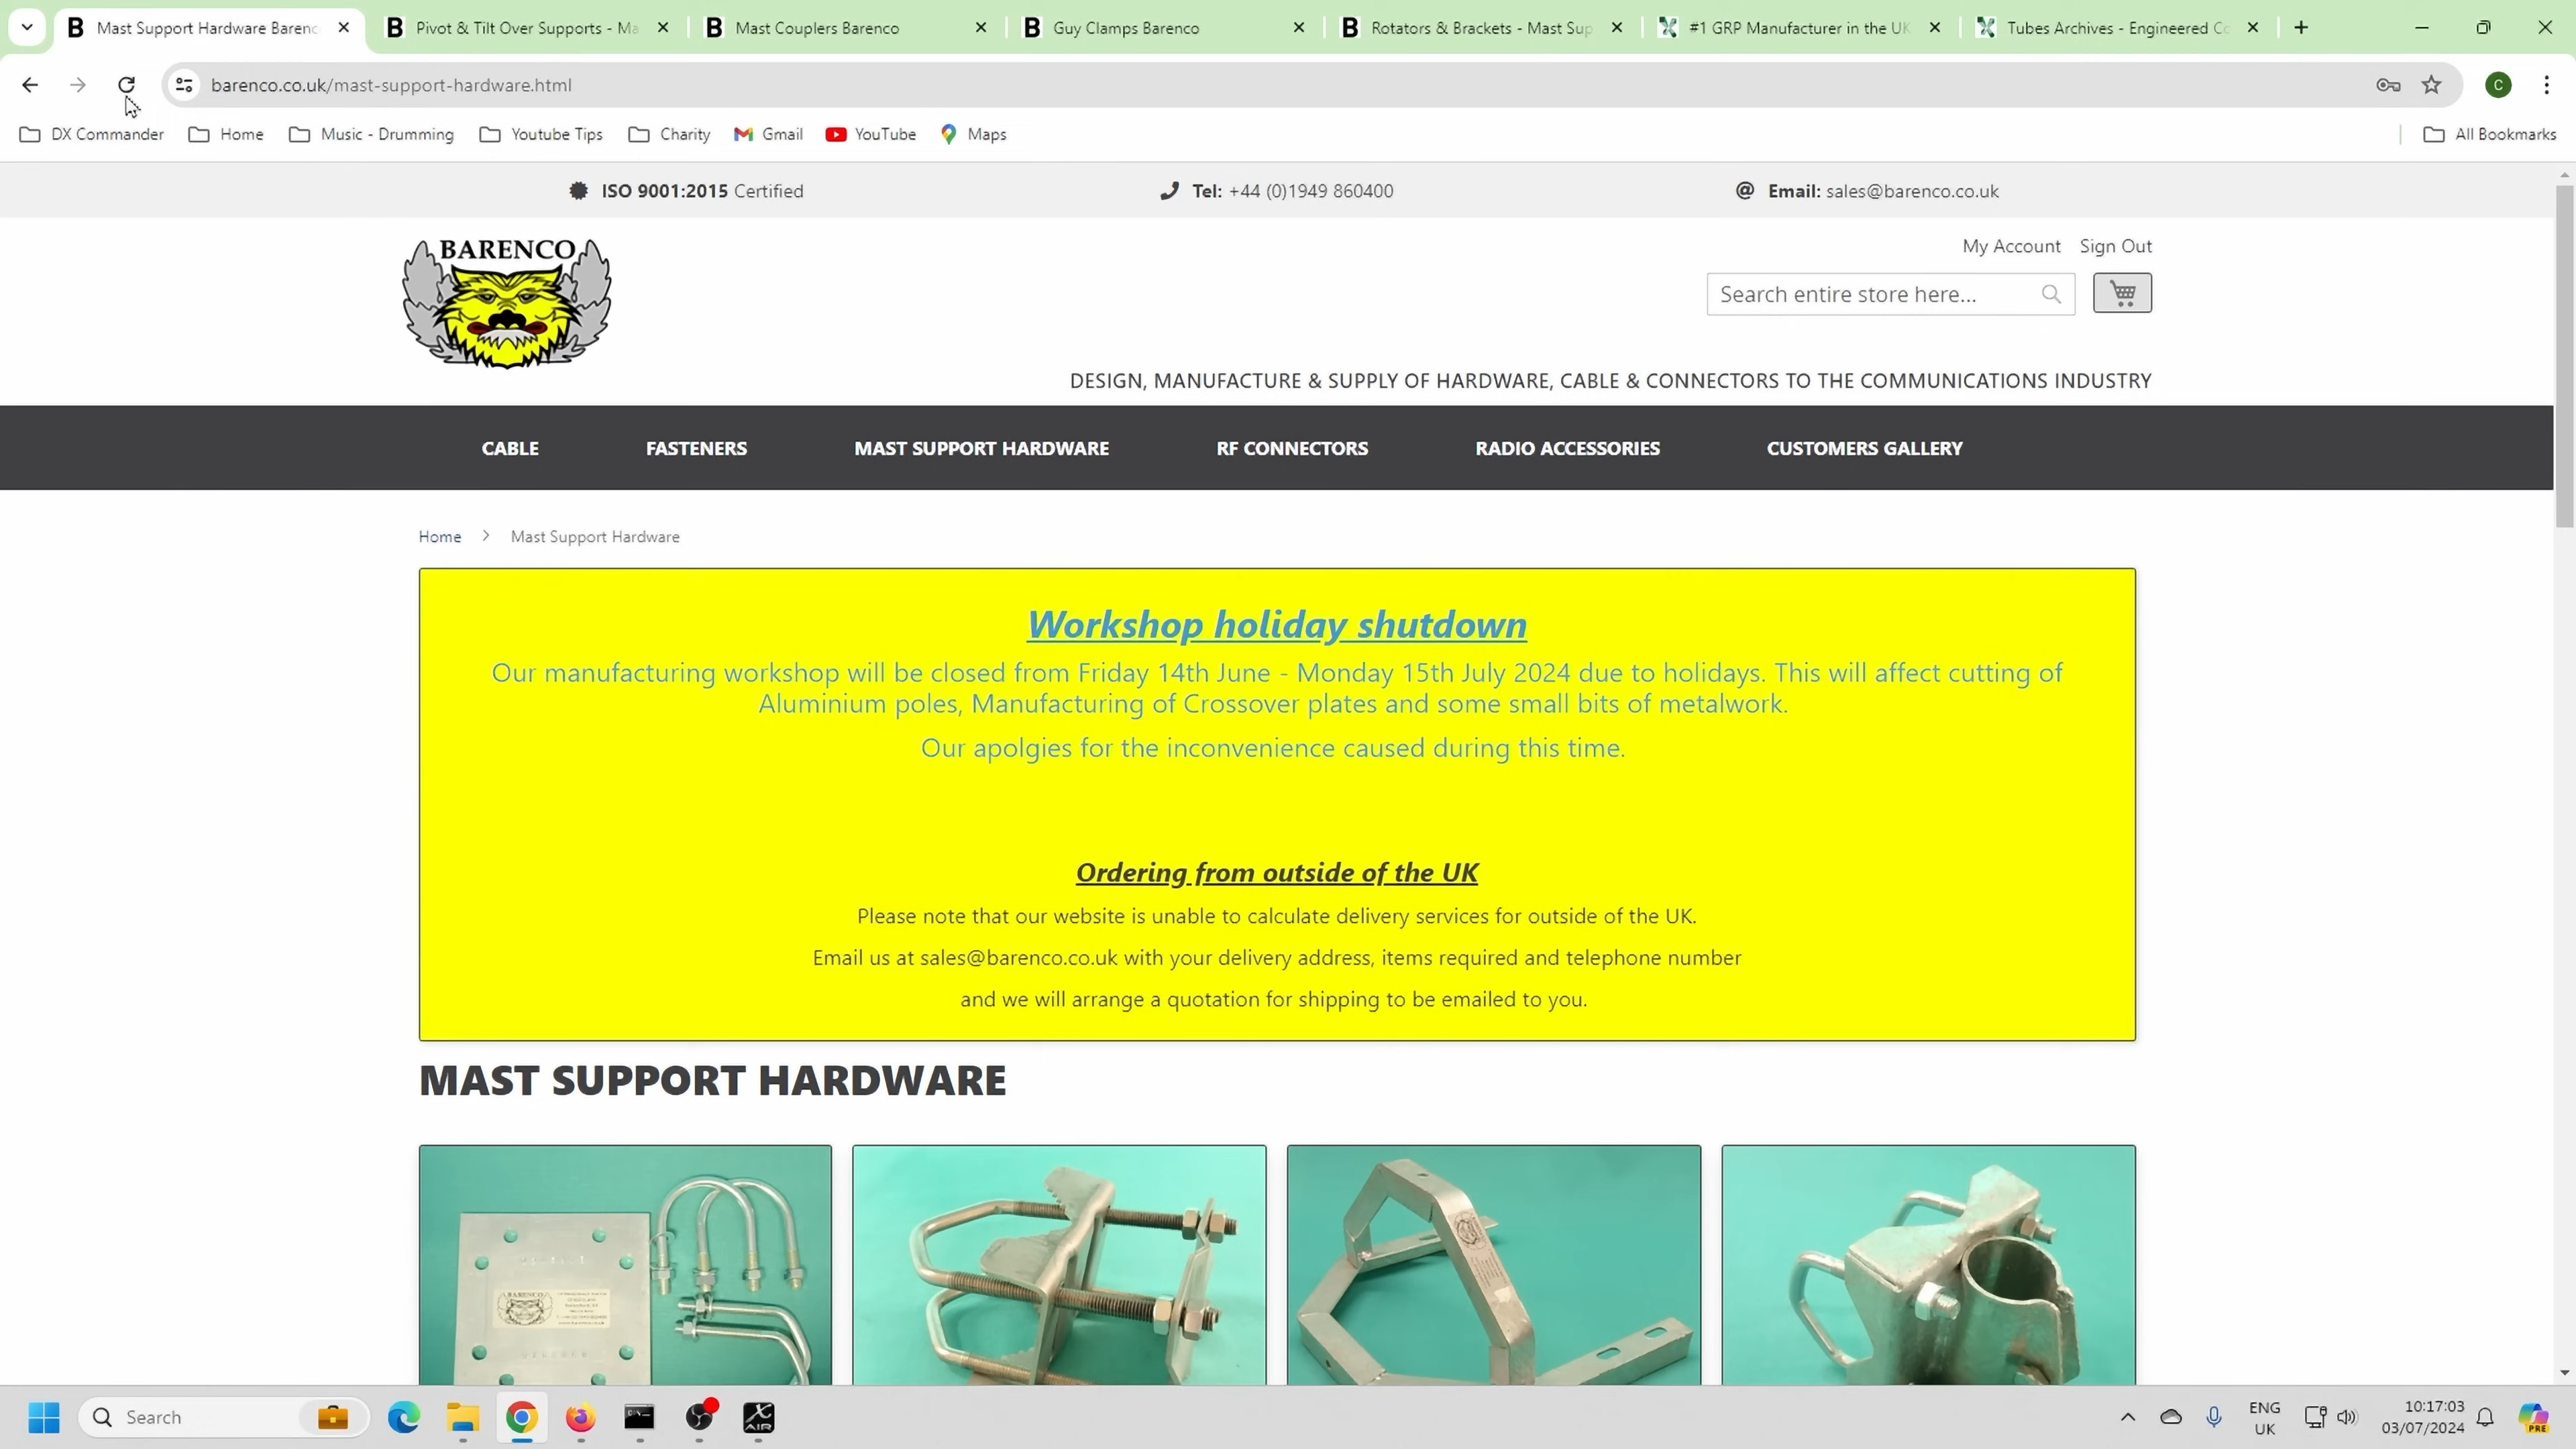 Mast Support Hardware Barenc
Pivot & Tilt Over Supports - Ma
Mast Couplers Barenco
Guy Clamps Barenco
Rotators & Brackets - Mast Sup
#1 GRP Manufacturer in the UK
Tubes Archives - Engineered Co
barenco.co.uk/mast-support-hardware.html
C
DX Commander
Home
Music - Drumming
Youtube Tips
Charity
Gmail
YouTube
Maps
All Bookmarks
ISO 9001:2015 Certified
Tel: +44 (0)1949 860400
Email: sales@barenco.co.uk
BARENCO
My Account Sign Out
Search entire store here...
DESIGN, MANUFACTURE & SUPPLY OF HARDWARE, CABLE & CONNECTORS TO THE COMMUNICATIONS INDUSTRY
CABLE
FASTENERS
MAST SUPPORT HARDWARE
RF CONNECTORS
RADIO ACCESSORIES
CUSTOMERS GALLERY
Home > Mast Support Hardware
Workshop holiday shutdown
Our manufacturing workshop will be closed from Friday 14th June - Monday 15th July 2024 due to holidays. This will affect cutting of
Aluminium poles, Manufacturing of Crossover plates and some small bits of metalwork.
Our apolgies for the inconvenience caused during this time.
Ordering from outside of the UK
Please note that our website is unable to calculate delivery services for outside of the UK.
Email us at sales@barenco.co.uk with your delivery address, items required and telephone number
and we will arrange a quotation for shipping to be emailed to you.
MAST SUPPORT HARDWARE
BARENCO
Search
AIR
ENG
UK
10:17:03
03/07/2024
PRE